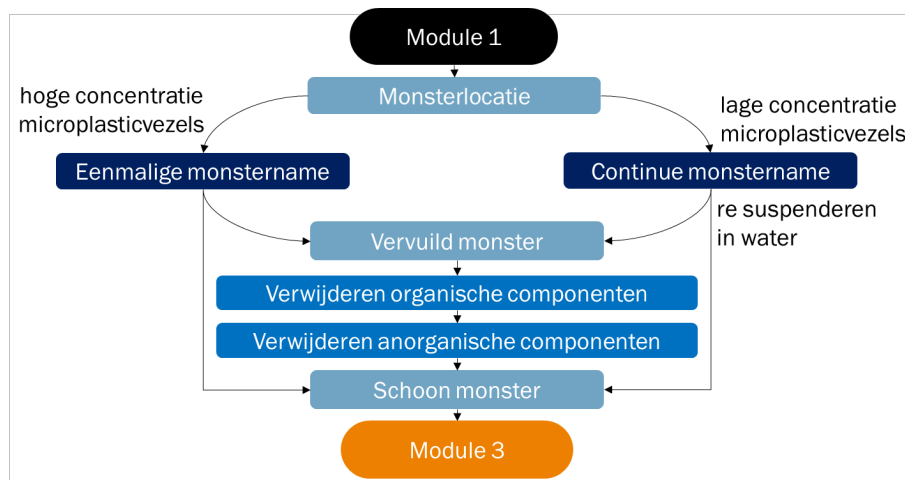 Module 1
Monsterlocatie
hoge concentratie
microplasticvezels
lage concentratie
microplasticvezels
Eenmalige monstername
Continue monstername
re suspenderen
in water
Vervuild monster
Verwijderen organische componenten
Verwijderen anorganische componenten
Schoon monster
Module 3